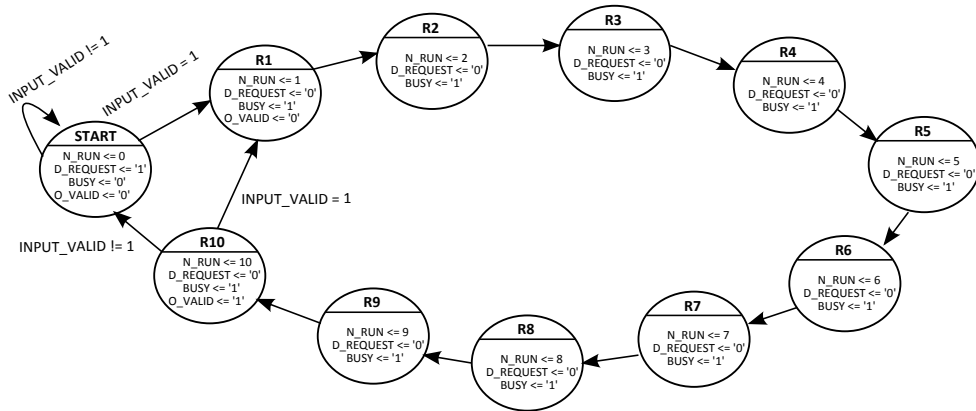 INPUT_VALID != 1
INPUT_VALID = 1
START
N_RUN <= 0
D_REQUEST <= '1'
BUSY <= '0'
O_VALID <= '0'
R1
N_RUN <= 1
D_REQUEST <= '0'
BUSY <= '1'
O_VALID <= '0'
R2
N_RUN <= 2
D_REQUEST <= '0'
BUSY <= '1'
R3
N_RUN <= 3
D_REQUEST <= '0'
BUSY <= '1'
R4
N_RUN <= 4
D_REQUEST <= '0'
BUSY <= '1'
R5
N_RUN <= 5
D_REQUEST <= '0'
BUSY <= '1'
R6
N_RUN <= 6
D_REQUEST <= '0'
BUSY <= '1'
R7
N_RUN <= 7
D_REQUEST <= '0'
BUSY <= '1'
R8
N_RUN <= 8
D_REQUEST <= '0'
BUSY <= '1'
R9
N_RUN <= 9
D_REQUEST <= '0'
BUSY <= '1'
R10
N_RUN <= 10
D_REQUEST <= '0'
BUSY <= '1'
O_VALID <= '1'
INPUT_VALID = 1
INPUT_VALID != 1